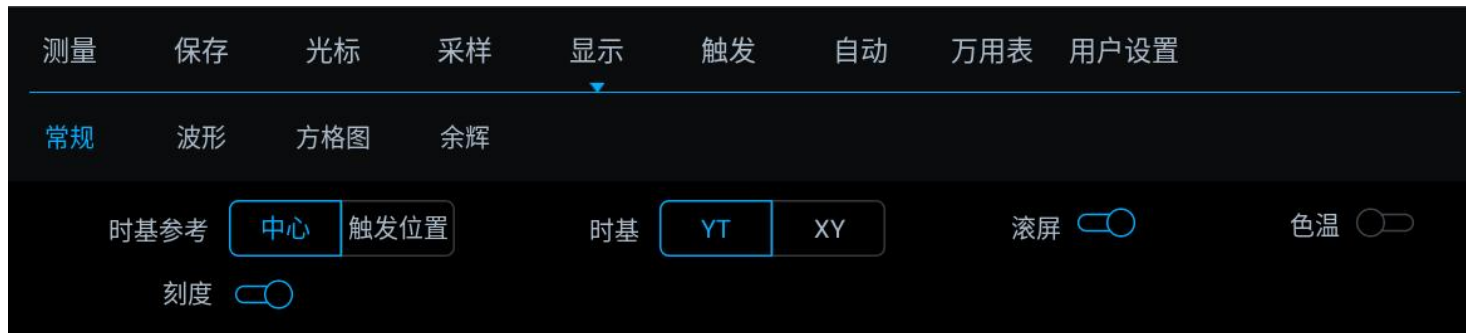 测量 保存 光标 采样 显示 触发 自动 万用表 用户设置
常规 波形 方格图 余辉
时基参考 中心 触发位置 时基 YT XY 滚屏 色温
刻度